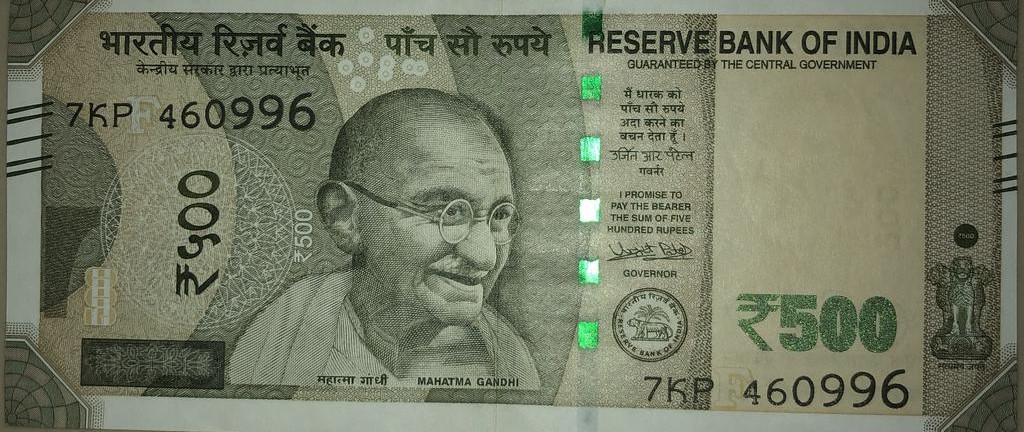 भारतीय रिज़र्व बैंक
केन्द्रीय सरकार द्वारा प्रत्याभूत
पाँच सौ रुपये
RESERVE BANK OF INDIA
GUARANTEED BY THE CENTRAL GOVERNMENT
7KP 460996
₹५००
₹500
मैं धारक को
पाँच सौ रुपये
अदा करने का
वचन देता हूँ ।
उर्जित आर पटेल
गवर्नर
I PROMISE TO
PAY THE BEARER
THE SUM OF FIVE
HUNDRED RUPEES
Urjit Patel
GOVERNOR
भारतीय रिज़र्व बैंक
RESERVE BANK OF INDIA
₹500
₹500
सत्यमेव जयते
महात्मा गांधी
MAHATMA GANDHI
7KP 460996